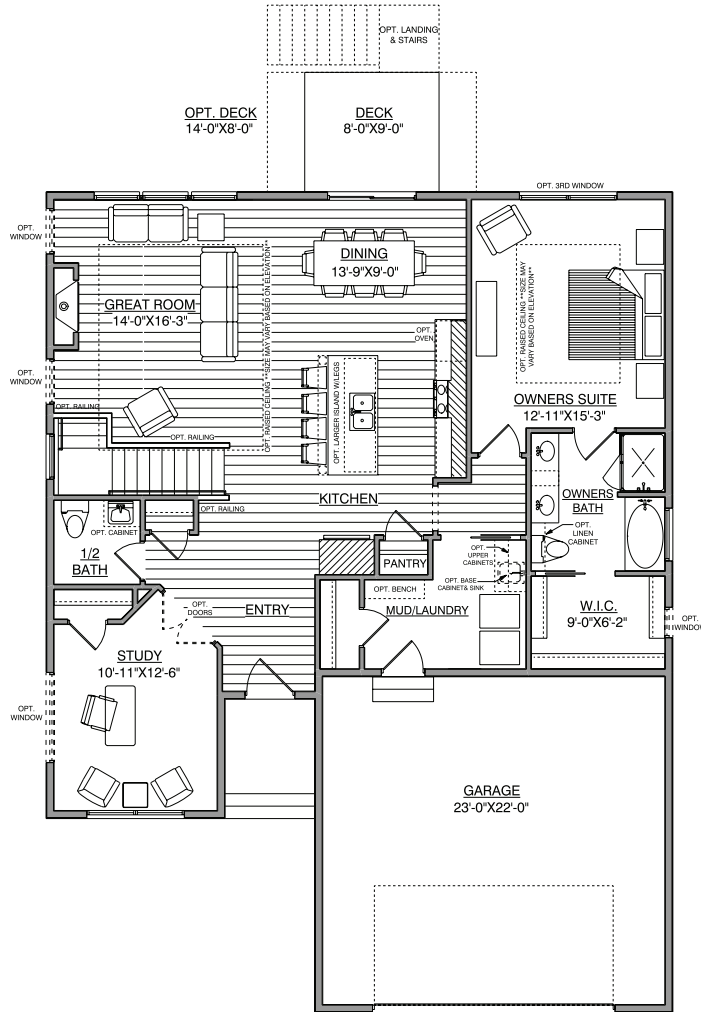 OPT. LANDING
& STAIRS
OPT. DECK
14'-0"X8'-0"
DECK
8'-0"X9'-0"
OPT. 3RD WINDOW
OPT.
WINDOW
DINING
13'-9"X9'-0"
GREAT ROOM
14'-0"X16'-3"
OPT. RAISED CEILING **SIZE MAY VARY BASED ON ELEVATION**
OPT. RAISED CEILING **SIZE MAY
VARY BASED ON ELEVATION**
OPT.
OVEN
OPT.
WINDOW
OPT. LARGER ISLAND W/LEGS
OWNERS SUITE
12'-11"X15'-3"
OPT. RAILING
OPT. RAILING
KITCHEN
OPT. RAILING
OWNERS
BATH
OPT.
LINEN
CABINET
OPT. CABINET
1/2
BATH
PANTRY
OPT.
UPPER
CABINETS
OPT. BASE
CABINET& SINK
OPT. BENCH
MUD/LAUNDRY
OPT.
DOORS
ENTRY
W.I.C.
9'-0"X6'-2"
OPT.
WINDOW
STUDY
10'-11"X12'-6"
OPT.
WINDOW
GARAGE
23'-0"X22'-0"